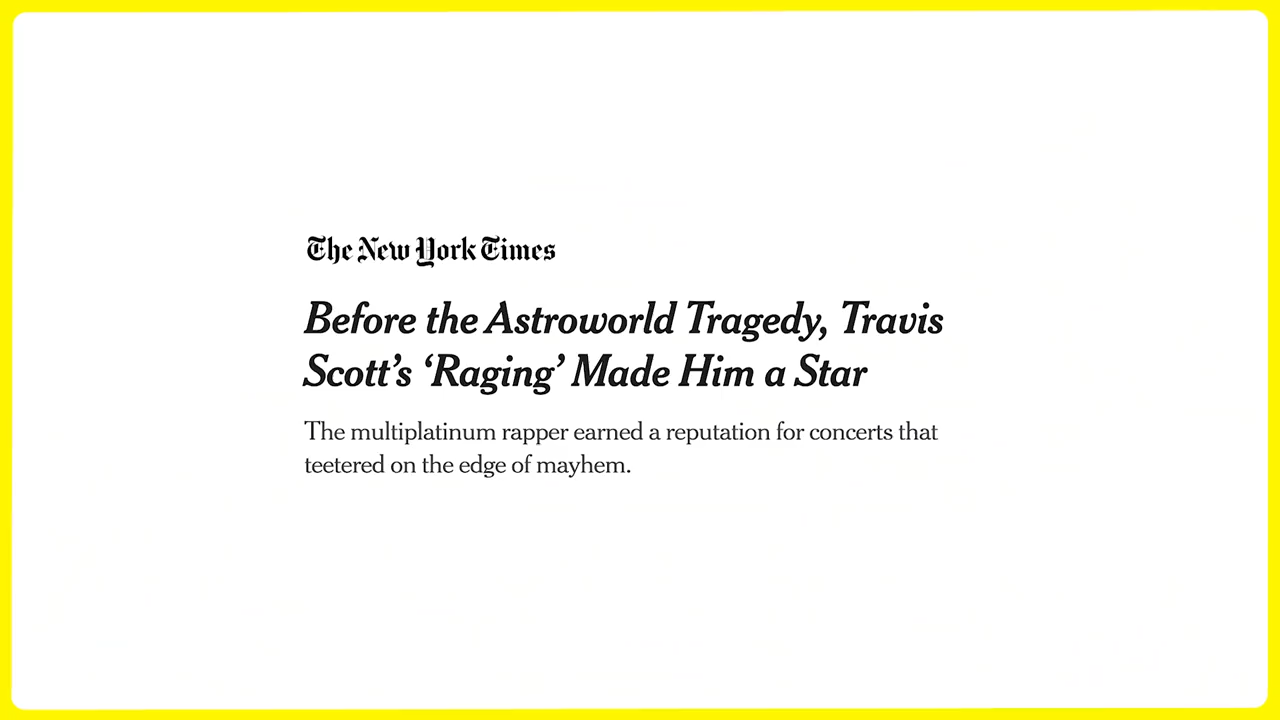 The New York Times
Before the Astroworld Tragedy, Travis
Scott’s ‘Raging’ Made Him a Star
The multiplatinum rapper earned a reputation for concerts that
teetered on the edge of mayhem.